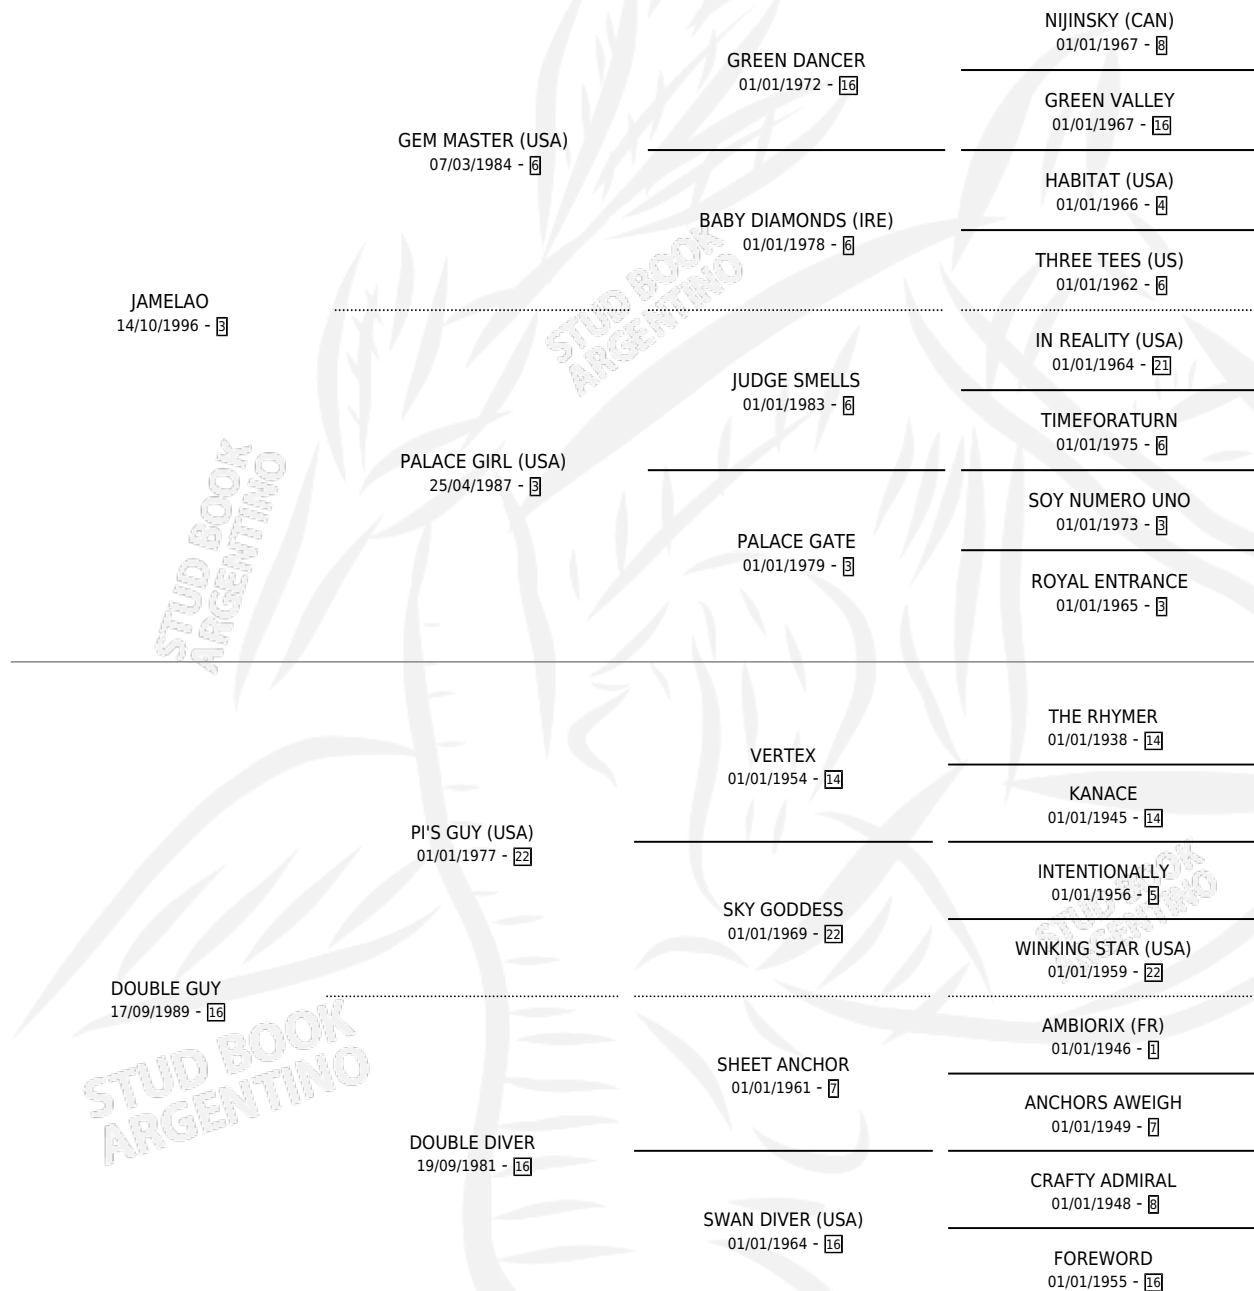 JAMELAO
14/10/1996 - 3
GEM MASTER (USA)
07/03/1984 - 6
PALACE GIRL (USA)
25/04/1987 - 3
GREEN DANCER
01/01/1972 - 16
BABY DIAMONDS (IRE)
01/01/1978 - 6
JUDGE SMELLS
01/01/1983 - 6
PALACE GATE
01/01/1979 - 3
NIJINSKY (CAN)
01/01/1967 - 8
GREEN VALLEY
01/01/1967 - 16
HABITAT (USA)
01/01/1966 - 4
THREE TEES (US)
01/01/1962 - 6
IN REALITY (USA)
01/01/1964 - 21
TIMEFORATURN
01/01/1975 - 6
SOY NUMERO UNO
01/01/1973 - 3
ROYAL ENTRANCE
01/01/1965 - 3
DOUBLE GUY
17/09/1989 - 16
PI'S GUY (USA)
01/01/1977 - 22
DOUBLE DIVER
19/09/1981 - 16
VERTEX
01/01/1954 - 14
SKY GODDESS
01/01/1969 - 22
SHEET ANCHOR
01/01/1961 - 7
SWAN DIVER (USA)
01/01/1964 - 16
THE RHYMER
01/01/1938 - 14
KANACE
01/01/1945 - 14
INTENTIONALLY
01/01/1956 - 5
WINKING STAR (USA)
01/01/1959 - 22
AMBIORIX (FR)
01/01/1946 - 1
ANCHORS AWEIGH
01/01/1949 - 7
CRAFTY ADMIRAL
01/01/1948 - 8
FOREWORD
01/01/1955 - 16
STUD BOOK
ARGENTINO
STUD BOOK
ARGENTINO
STUD BOOK
ARGENTINO
STUD BOOK
ARGENTINO